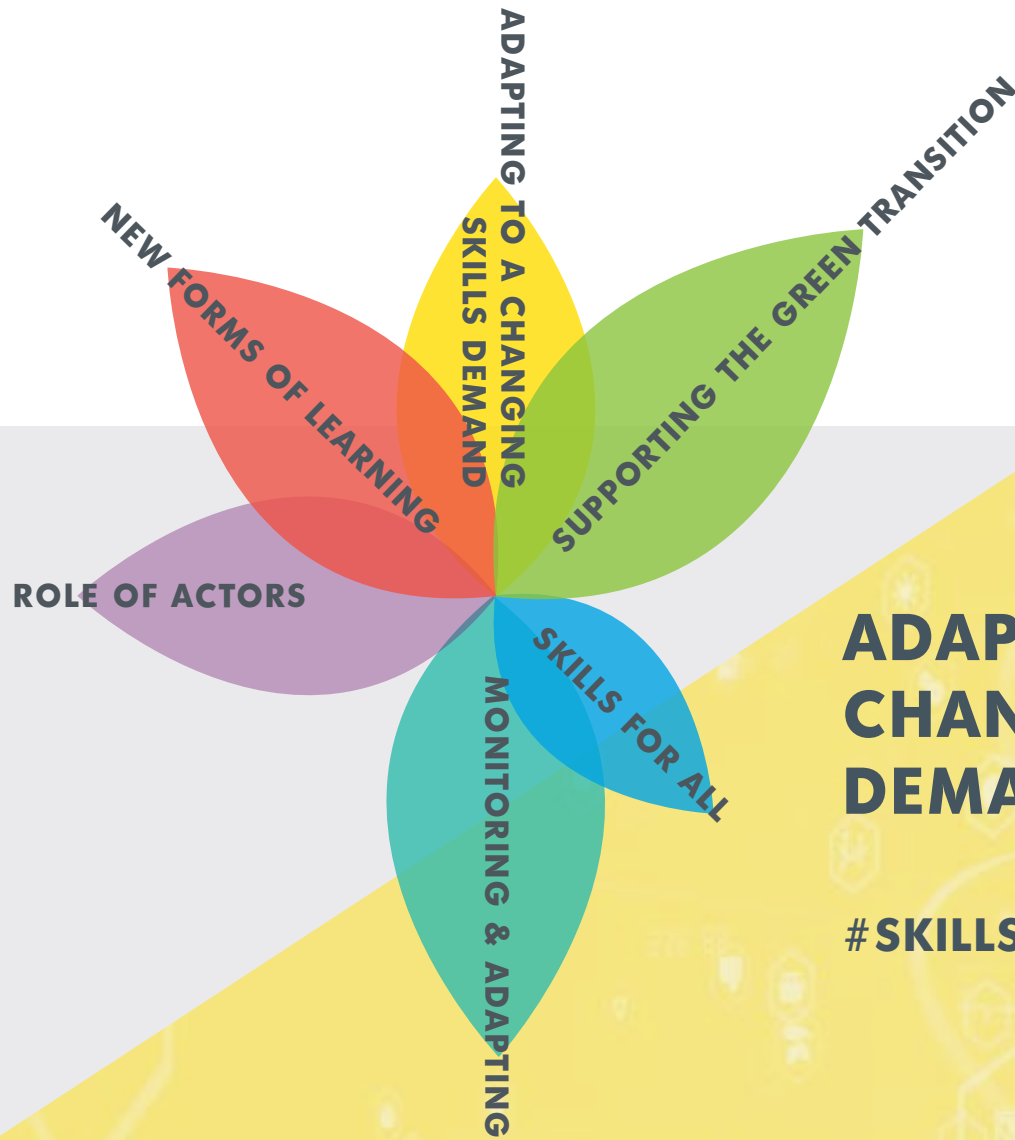 ADAPTING TO A CHANGING
SKILLS DEMAND
SUPPORTING THE GREEN TRANSITION
NEW FORMS OF LEARNING
ROLE OF ACTORS
SKILLS FOR ALL
MONITORING & ADAPTING
ADAP
CHAN
DEMA
#SKILLS